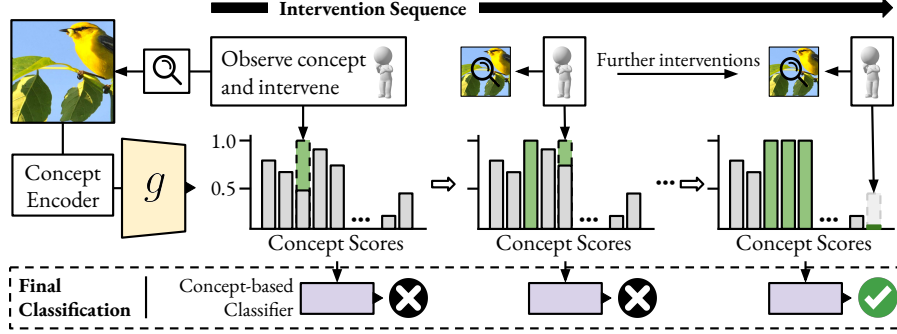 Intervention Sequence
Observe concept
and intervene
Further interventions
Concept
Encoder
g
1.0
0.5
...
...
...
...
Concept Scores
Concept Scores
Concept Scores
Final
Classification
Concept-based
Classifier